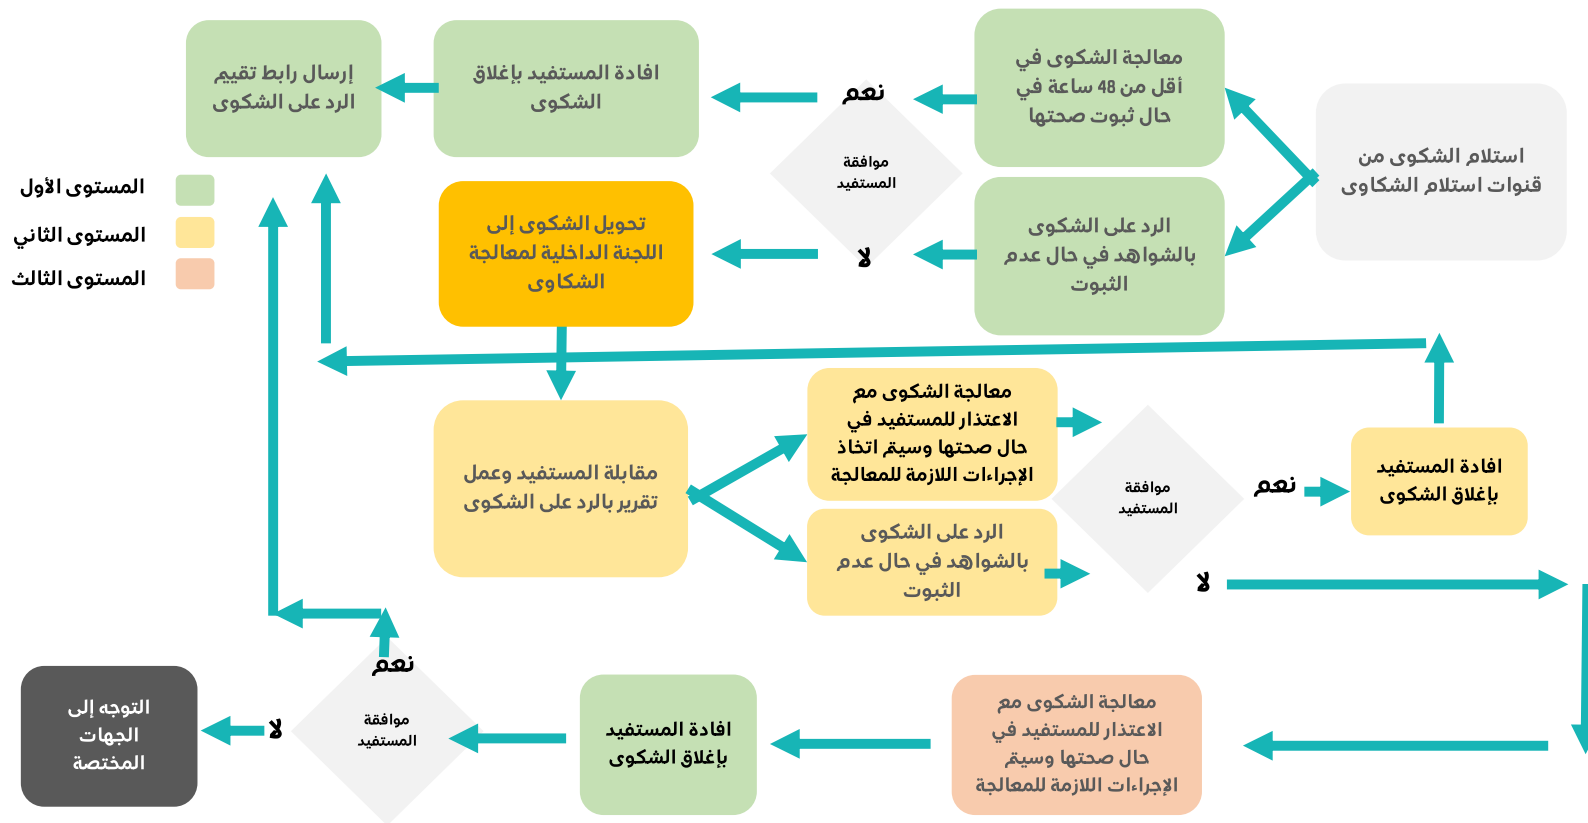 استلام الشكوى من
قنوات استلام الشكاوى
معالجة الشكوى في
أقل من 48 ساعة في
حال ثبوت صحتها
الرد على الشكوى
بالشواهد في حال عدم
الثبوت
نعم
موافقة
المستفيد
لا
افادة المستفيد بإغلاق
الشكوى
إرسال رابط تقييم
الرد على الشكوى
تحويل الشكوى إلى
اللجنة الداخلية لمعالجة
الشكاوى
المستوى الأول
المستوى الثاني
المستوى الثالث
مقابلة المستفيد وعمل
تقرير بالرد على الشكوى
معالجة الشكوى مع
الاعتذار للمستفيد في
حال صحتها وسيتم اتخاذ
الإجراءات اللازمة للمعالجة
الرد على الشكوى
بالشواهد في حال عدم
الثبوت
موافقة
المستفيد
نعم
لا
افادة المستفيد
بإغلاق الشكوى
معالجة الشكوى مع
الاعتذار للمستفيد في
حال صحتها وسيتم
الإجراءات اللازمة للمعالجة
افادة المستفيد
بإغلاق الشكوى
نعم
موافقة
المستفيد
لا
التوجه إلى
الجهات
المختصة